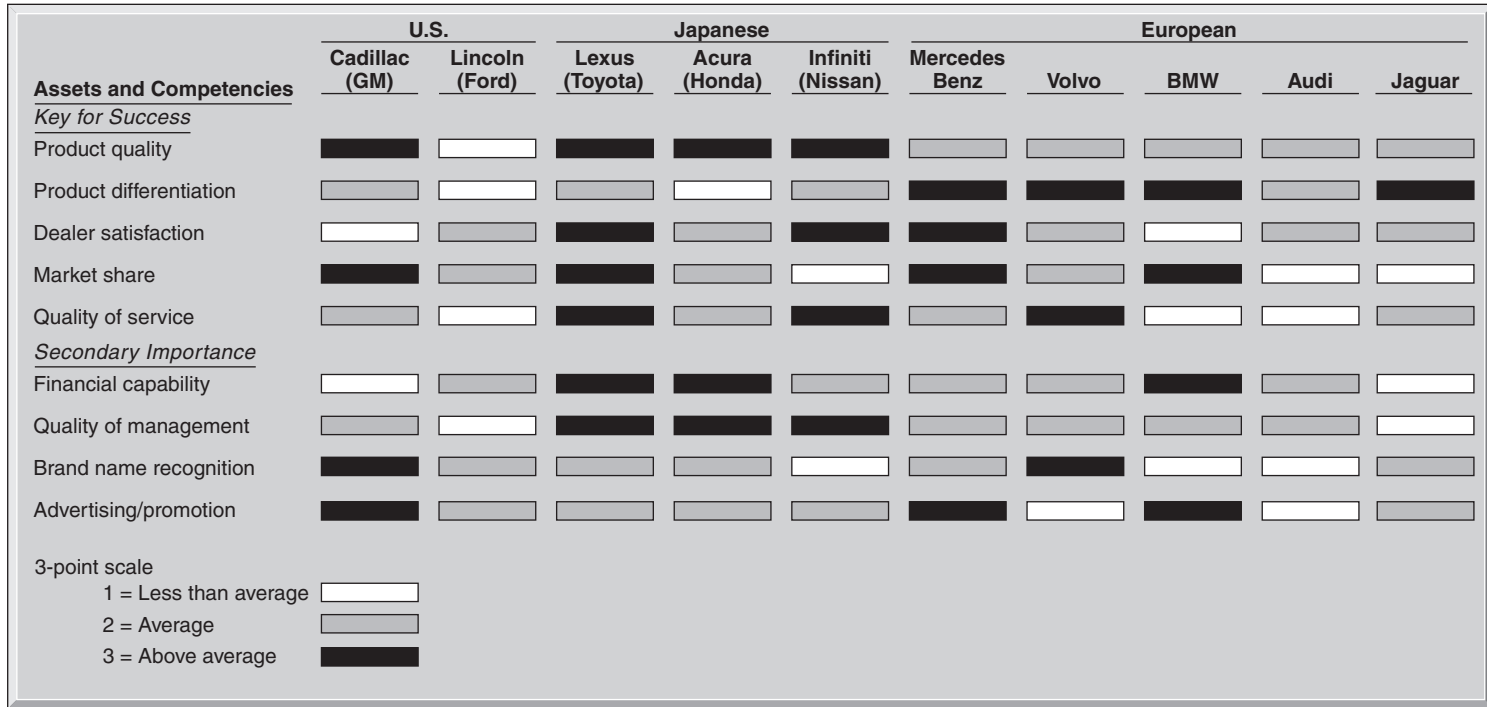 U.S. Japanese European
Cadillac Lincoln Lexus Acura Infiniti Mercedes
Assets and Competencies (GM) (Ford) (Toyota) (Honda) (Nissan) Benz Volvo BMW Audi Jaguar
Key for Success
Product quality
Product differentiation
Dealer satisfaction
Market share
Quality of service
Secondary Importance
Financial capability
Quality of management
Brand name recognition
Advertising/promotion
3-point scale
1 = Less than average
2 = Average
3 = Above average